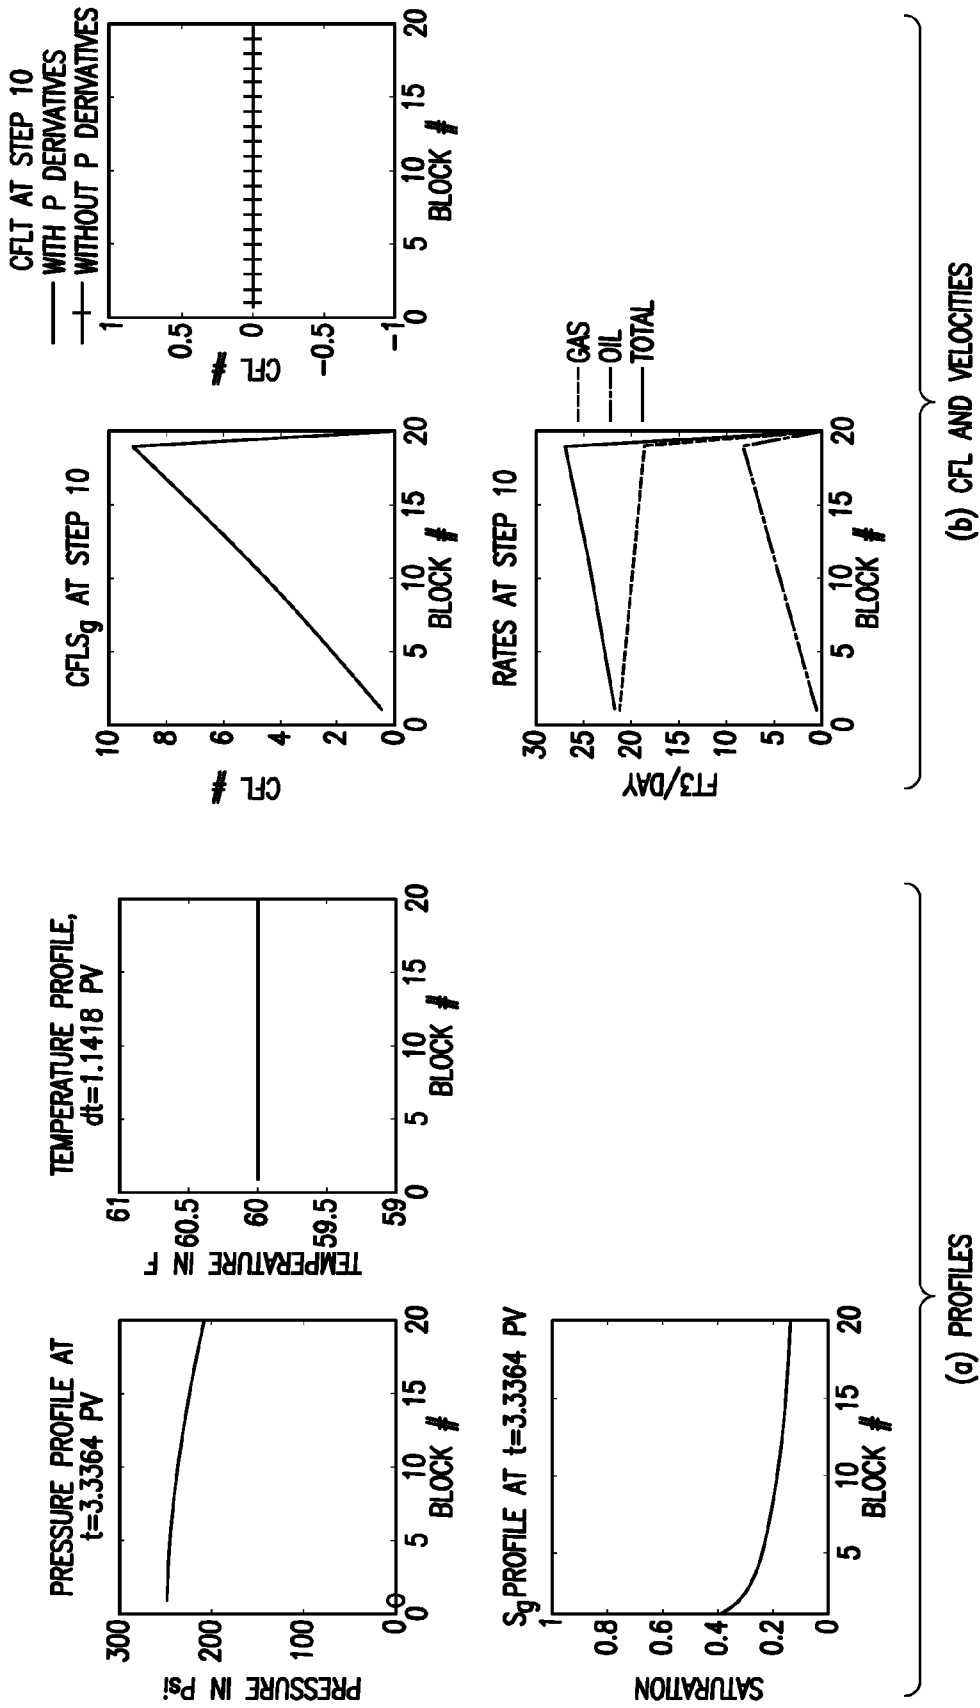 PRESSURE PROFILE AT
t=3.3364 PV
PRESSURE IN Psi
300
200
100
0
0
5
10
15
20
BLOCK #
TEMPERATURE PROFILE,
dt=1.1418 PV
TEMPERATURE IN F
61
60.5
60
59.5
59
0
5
10
15
20
BLOCK #
Sg PROFILE AT t=3.3364 PV
SATURATION
1
0.8
0.6
0.4
0.2
0
5
10
15
20
BLOCK #
(a) PROFILES
CFLSg AT STEP 10
CFL #
10
8
6
4
2
0
0
5
10
15
20
BLOCK #
CFLT AT STEP 10
WITH P DERIVATIVES
WITHOUT P DERIVATIVES
CFL #
1
0.5
0
-0.5
-1
0
5
10
15
20
BLOCK #
RATES AT STEP 10
FT3/DAY
30
25
20
15
10
5
0
0
5
10
15
20
BLOCK #
GAS
OIL
TOTAL
(b) CFL AND VELOCITIES